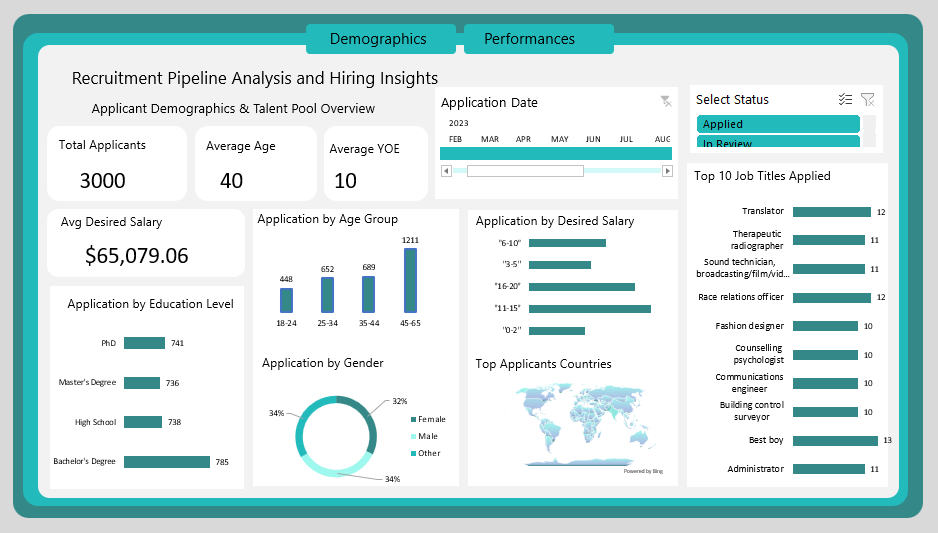 Demographics
Performances
Recruitment Pipeline Analysis and Hiring Insights
Applicant Demographics & Talent Pool Overview
Total Applicants
3000
Average Age
40
Average YOE
10
Application Date
2023
FEB MAR APR MAY JUN JUL AUG
Select Status
Applied
In Review
Avg Desired Salary
$65,079.06
Application by Education Level
PhD 741
Master's Degree 736
High School 738
Bachelor's Degree 785
Application by Age Group
448 652 689 1211
18-24 25-34 35-44 45-65
Application by Gender
32%
34%
34%
Female
Male
Other
Application by Desired Salary
"6-10"
"3-5"
"16-20"
"11-15"
"0-2"
Top Applicants Countries
Powered by Bing
Top 10 Job Titles Applied
Translator 12
Therapeutic
radiographer 11
Sound technician,
broadcasting/film/vid... 11
Race relations officer 12
Fashion designer 10
Counselling
psychologist 10
Communications
engineer 10
Building control
surveyor 10
Best boy 13
Administrator 11